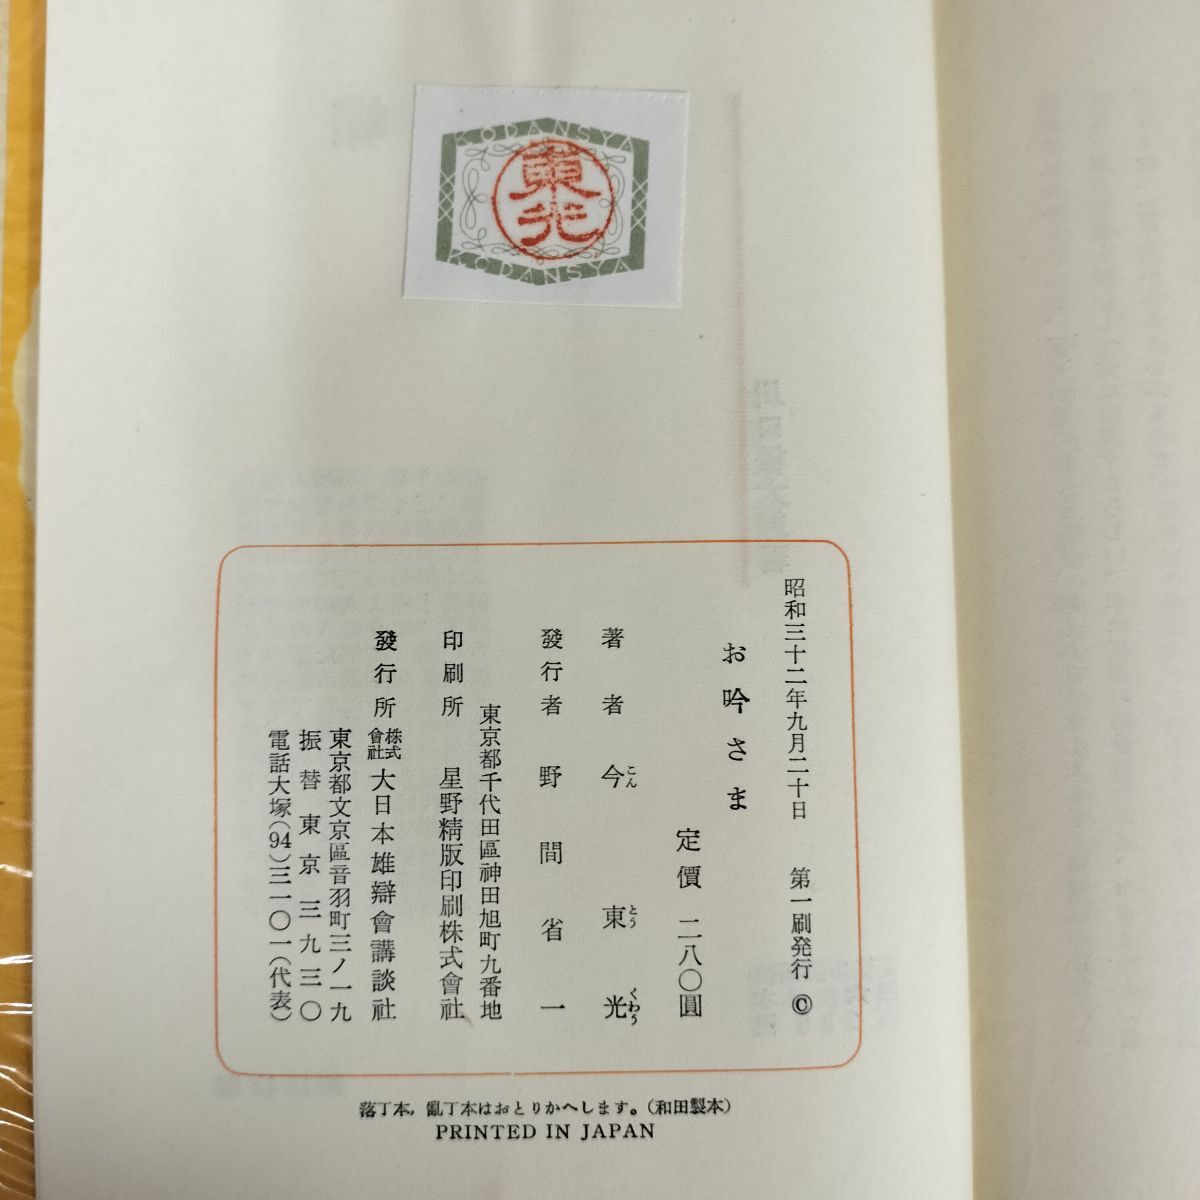 KODANSYA
東光
KODANSYA
昭和三十二年九月二十日 第一刷発行 ©
お吟さま
定價 二八〇圓
著者 今東光
こん とう くわう
發行者 野間省一
東京都千代田區神田旭町九番地
印刷所 星野精版印刷株式會社
發行所 株式會社 大日本雄辯會講談社
東京都文京區音羽町三ノ一九
振替東京三九三〇
電話大塚(94)三一〇一(代表)
落丁本,亂丁本はおとりかへします。(和田製本)
PRINTED IN JAPAN